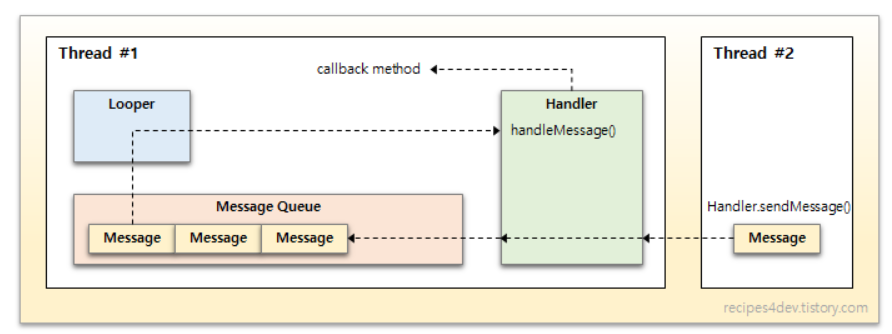 Thread #1
Thread #2
callback method
Looper
Handler
handleMessage()
Message Queue
Handler.sendMessage()
Message
Message
Message
Message
recipes4dev.tistory.com